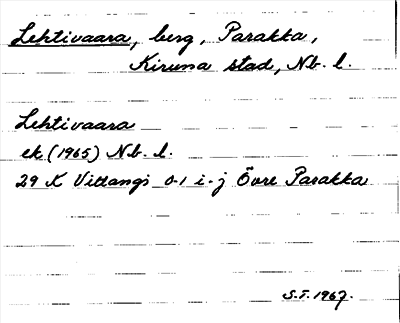 Lehtivaara, berg, Parakka,
Kiruna stad, Nb. l.
Lehtivaara
ek (1965) Nb. l.
29 K Vittangi 0-1 i-j Övre Parakka
S.T. 1967.